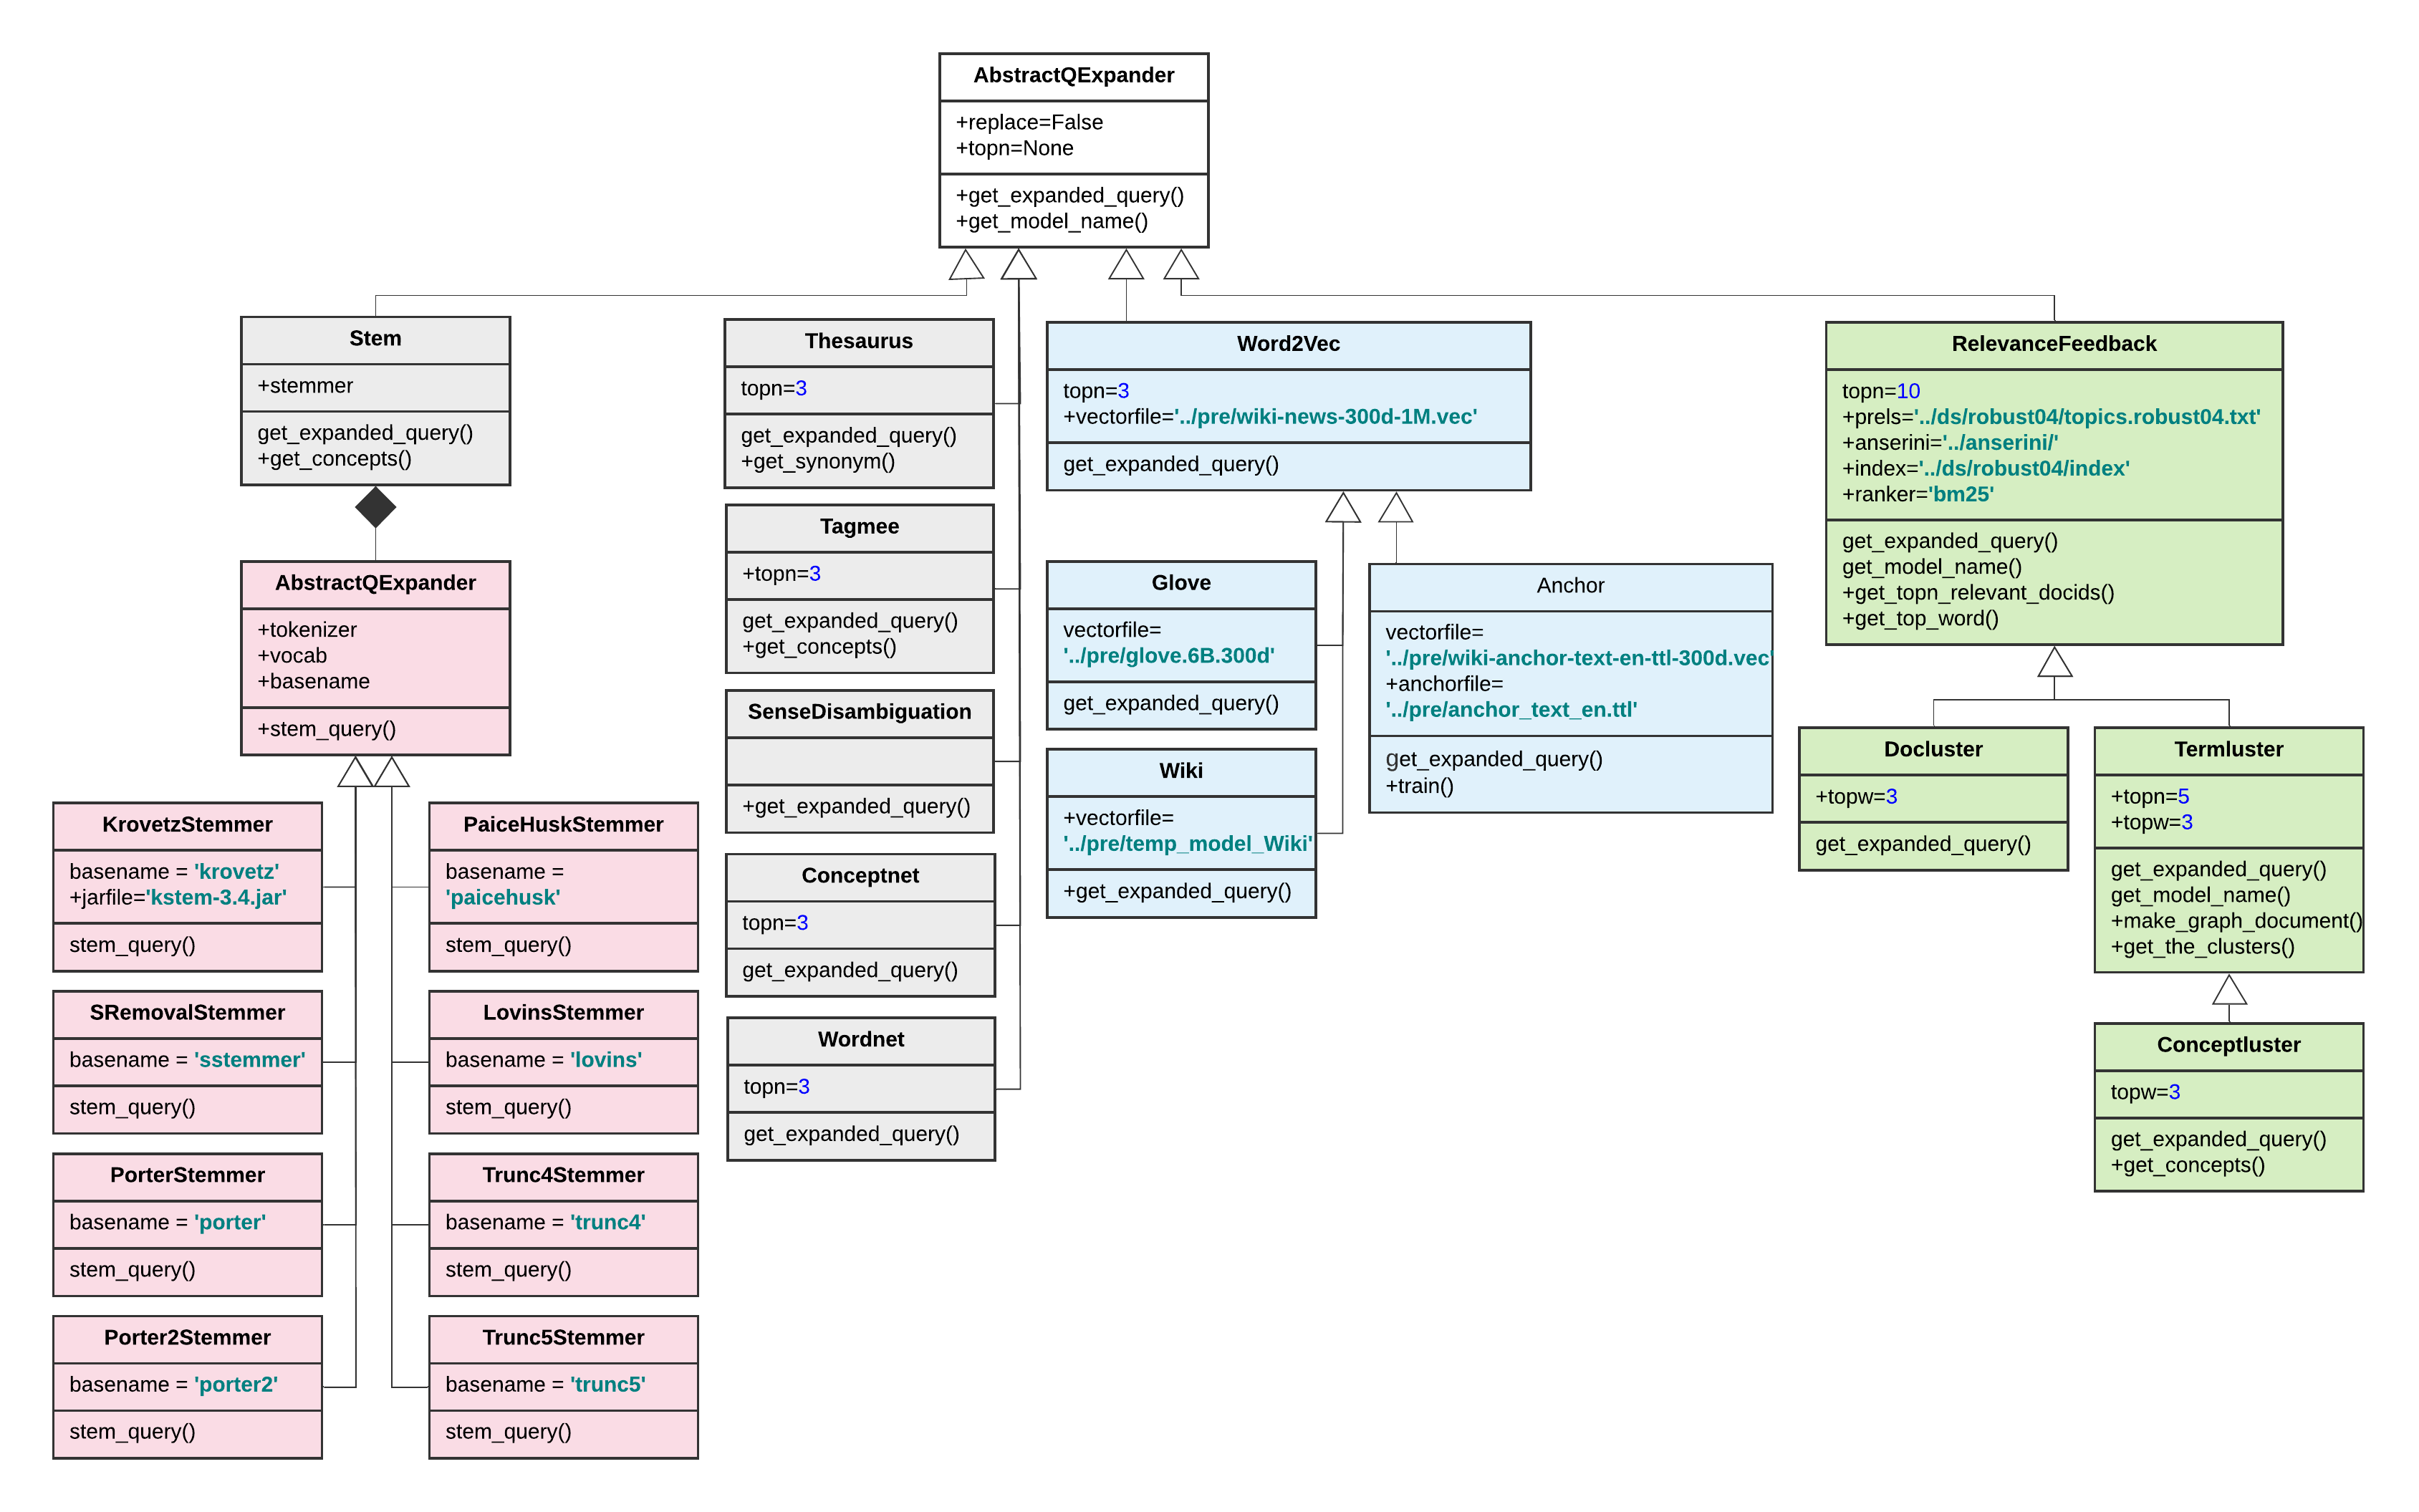 AbstractQExpander
+replace=False
+topn=None
+get_expanded_query()
+get_model_name()
Stem
+stemmer
get_expanded_query()
+get_concepts()
AbstractQExpander
+tokenizer
+vocab
+basename
+stem_query()
KrovetzStemmer
basename = 'krovetz'
+jarfile='kstem-3.4.jar'
stem_query()
SRemovalStemmer
basename = 'sstemmer'
stem_query()
PorterStemmer
basename = 'porter'
stem_query()
Porter2Stemmer
basename = 'porter2'
stem_query()
PaiceHuskStemmer
basename =
'paicehusk'
stem_query()
LovinsStemmer
basename = 'lovins'
stem_query()
Trunc4Stemmer
basename = 'trunc4'
stem_query()
Trunc5Stemmer
basename = 'trunc5'
stem_query()
Thesaurus
topn=3
get_expanded_query()
+get_synonym()
Tagmee
+topn=3
get_expanded_query()
+get_concepts()
SenseDisambiguation
+get_expanded_query()
Conceptnet
topn=3
get_expanded_query()
Wordnet
topn=3
get_expanded_query()
Word2Vec
topn=3
+vectorfile='../pre/wiki-news-300d-1M.vec'
get_expanded_query()
Glove
vectorfile=
'../pre/glove.6B.300d'
get_expanded_query()
Wiki
+vectorfile=
'../pre/temp_model_Wiki'
+get_expanded_query()
Anchor
vectorfile=
'../pre/wiki-anchor-text-en-ttl-300d.vec'
+anchorfile=
'../pre/anchor_text_en.ttl'
get_expanded_query()
+train()
RelevanceFeedback
topn=10
+prels='../ds/robust04/topics.robust04.txt'
+anserini='../anserini/'
+index='../ds/robust04/index'
+ranker='bm25'
get_expanded_query()
get_model_name()
+get_topn_relevant_docids()
+get_top_word()
Docluster
+topw=3
get_expanded_query()
Termluster
+topn=5
+topw=3
get_expanded_query()
get_model_name()
+make_graph_document()
+get_the_clusters()
Conceptluster
topw=3
get_expanded_query()
+get_concepts()